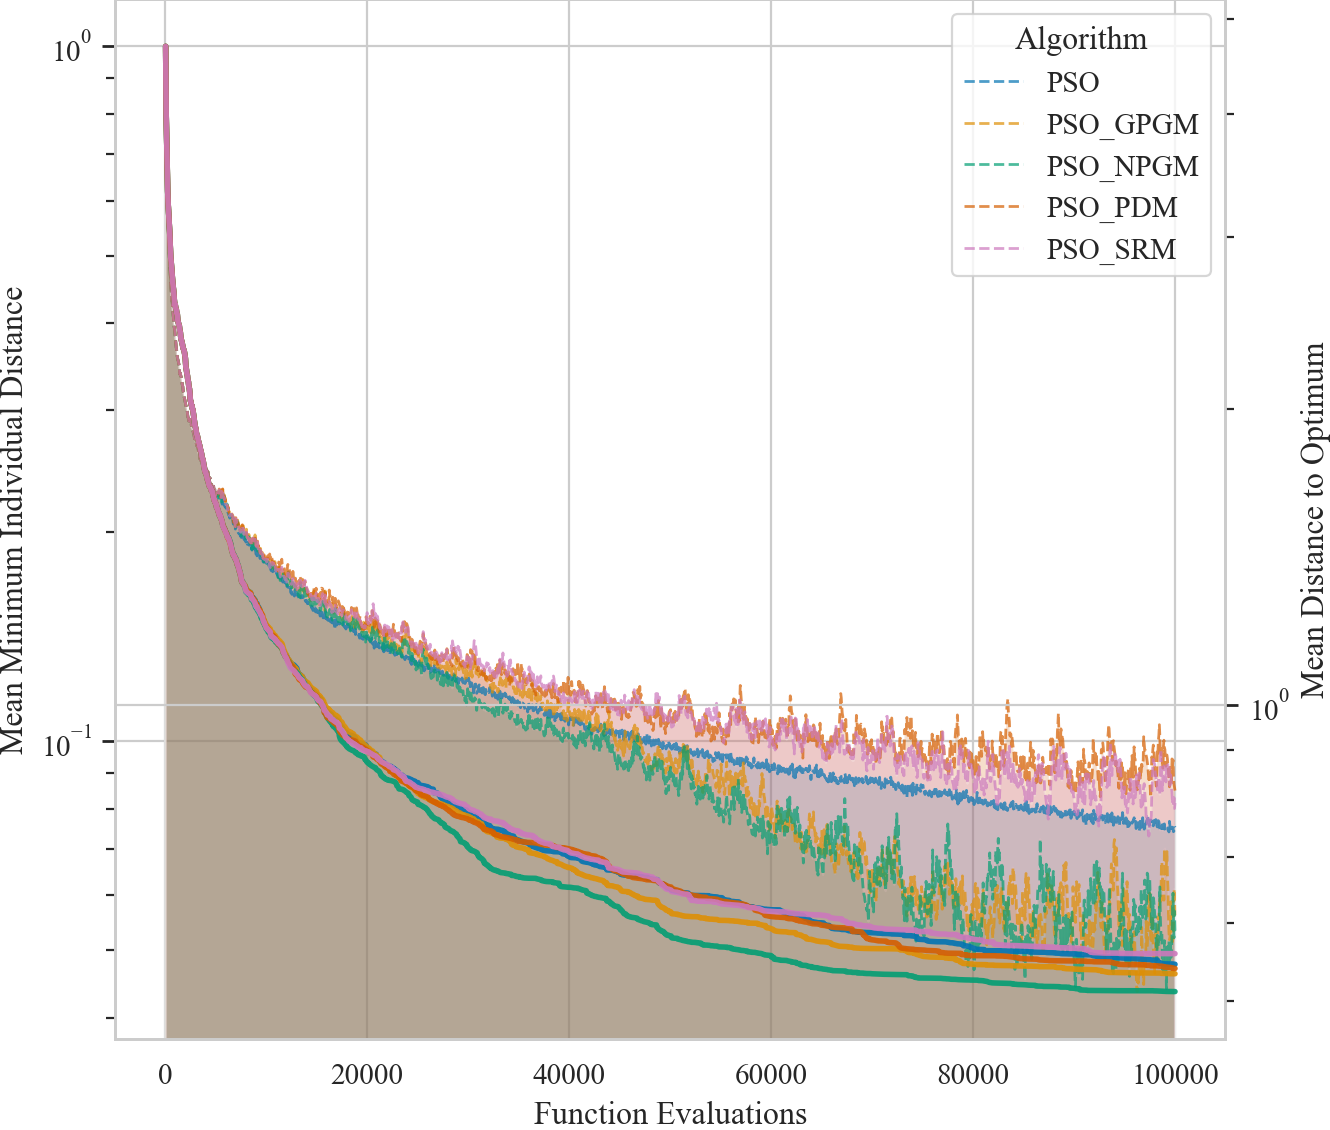 10^0
10^-1
Mean Minimum Individual Distance
Algorithm
PSO
PSO_GPGM
PSO_NPGM
PSO_PDM
PSO_SRM
10^0
Mean Distance to Optimum
0 20000 40000 60000 80000 100000
Function Evaluations